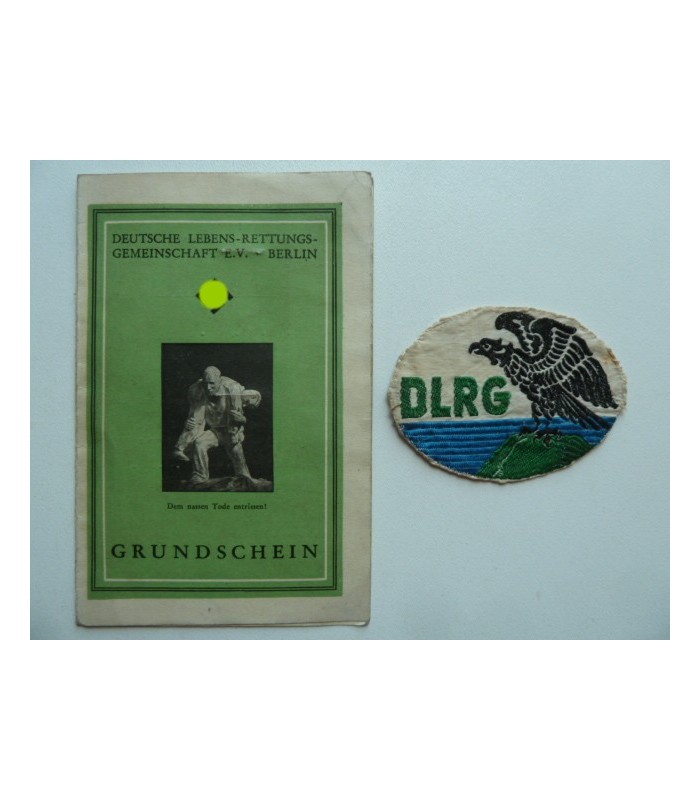 DEUTSCHE LEBENS-RETTUNGS-
GEMEINSCHAFT E.V. - BERLIN
Dem nassen Tode entrissen!
GRUNDSCHEIN
DLRG